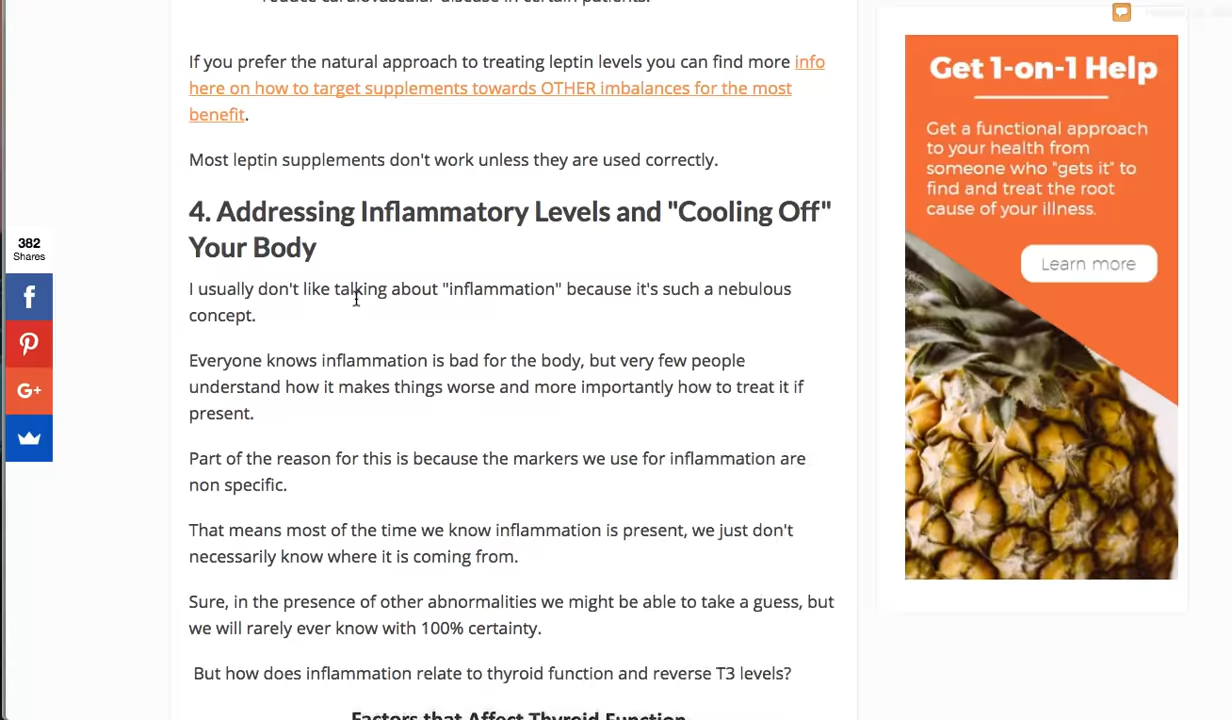 If you prefer the natural approach to treating leptin levels you can find more info
here on how to target supplements towards OTHER imbalances for the most
benefit.
Most leptin supplements don't work unless they are used correctly.
4. Addressing Inflammatory Levels and "Cooling Off"
Your Body
I usually don't like talking about "inflammation" because it's such a nebulous
concept.
Everyone knows inflammation is bad for the body, but very few people
understand how it makes things worse and more importantly how to treat it if
present.
Part of the reason for this is because the markers we use for inflammation are
non specific.
That means most of the time we know inflammation is present, we just don't
necessarily know where it is coming from.
Sure, in the presence of other abnormalities we might be able to take a guess, but
we will rarely ever know with 100% certainty.
But how does inflammation relate to thyroid function and reverse T3 levels?
Factors that Affect Thyroid Function
382
Shares
f
G+
Get 1-on-1 Help
Get a functional approach
to your health from
someone who "gets it" to
find and treat the root
cause of your illness.
Learn more